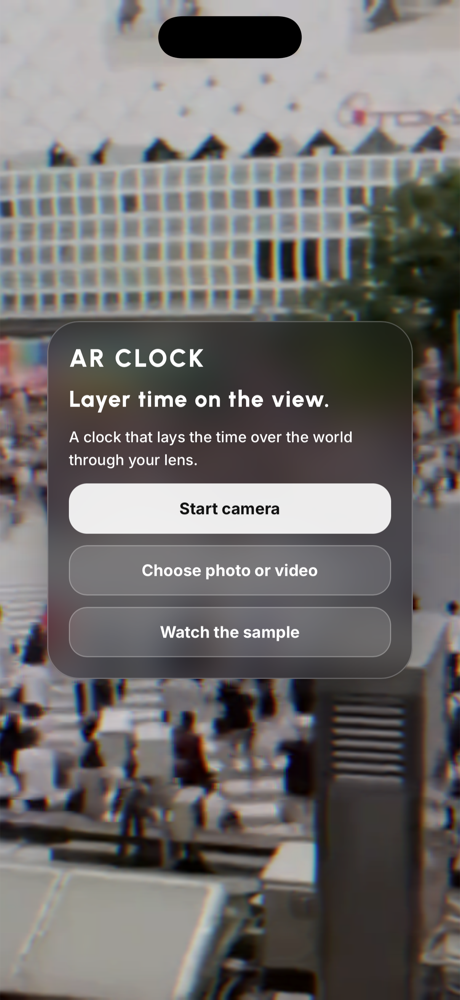 AR CLOCK
Layer time on the view.
A clock that lays the time over the world
through your lens.
Start camera
Choose photo or video
Watch the sample